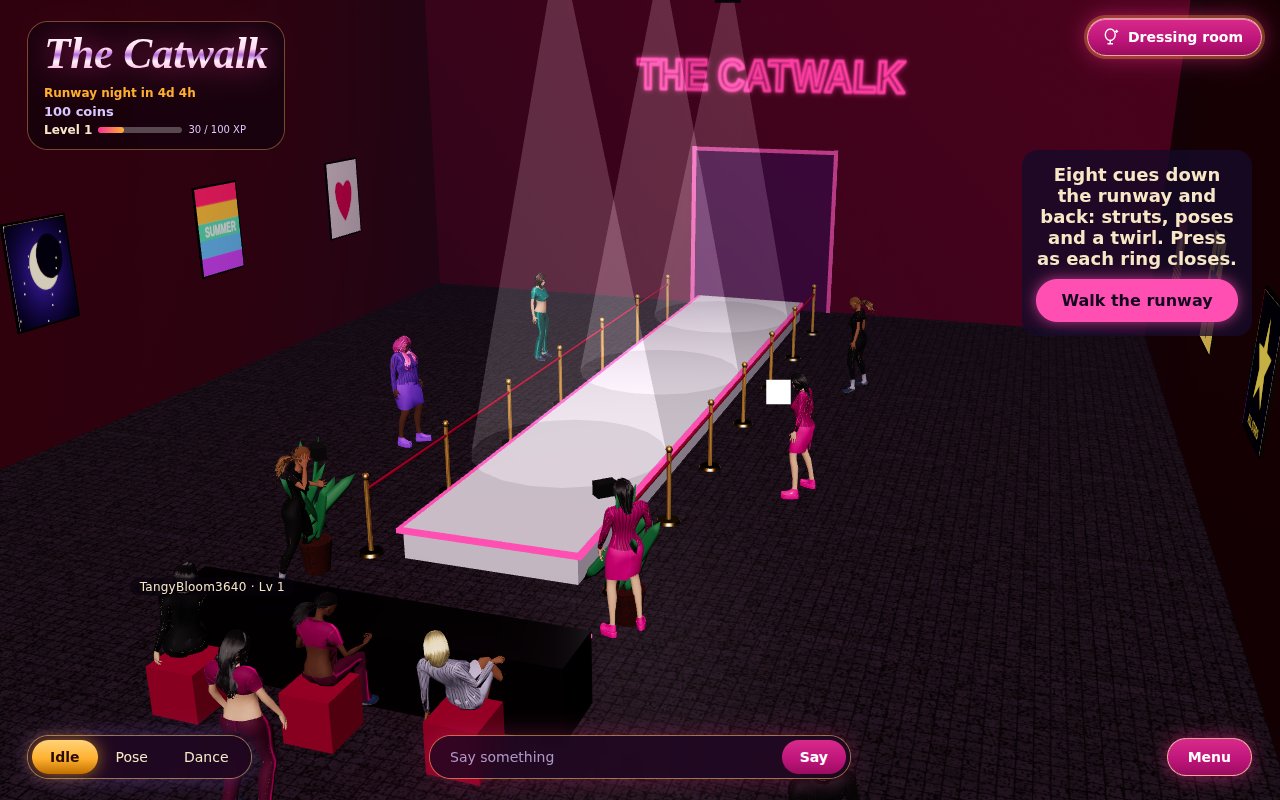 The Catwalk
Runway night in 4d 4h
100 coins
Level 1 30 / 100 XP
Dressing room
THE CATWALK
SUMMER
Eight cues down
the runway and
back: struts, poses
and a twirl. Press
as each ring closes.
Walk the runway
TangyBloom3640 · Lv 1
Idle
Pose
Dance
Say something
Say
Menu